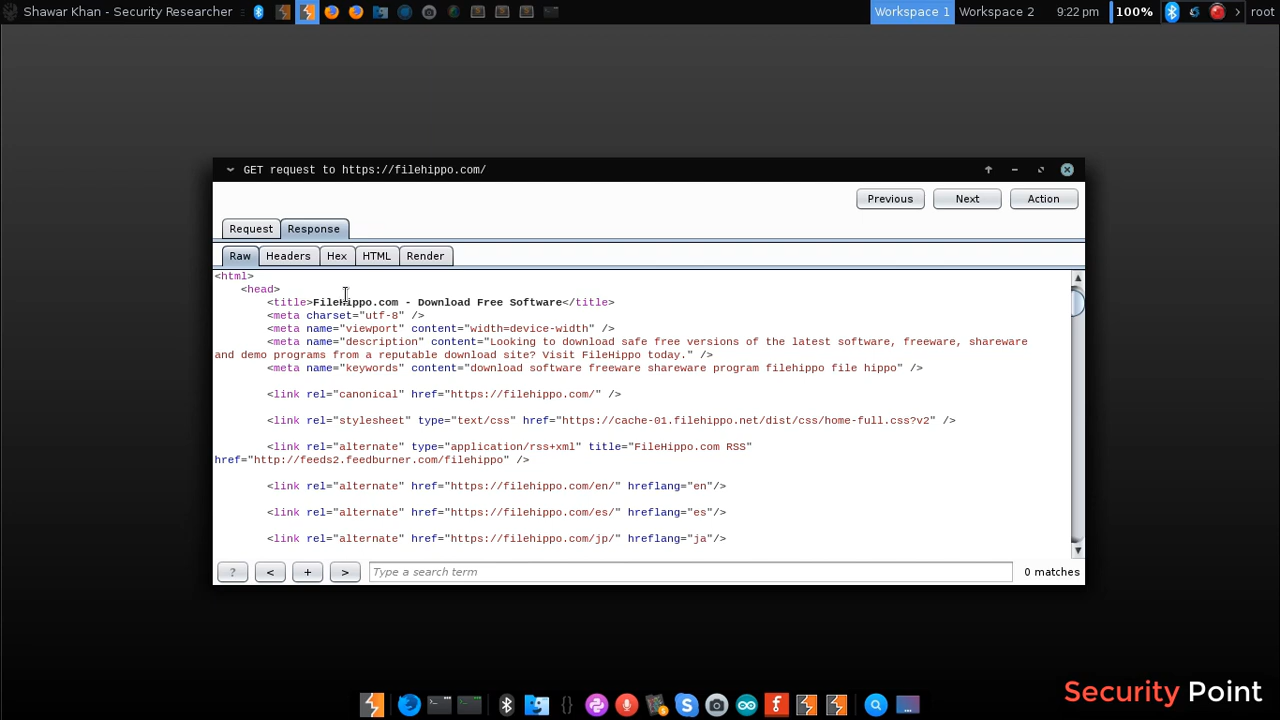 Shawar Khan - Security Researcher
Workspace 1 Workspace 2 9:22 pm 100% root
GET request to https://filehippo.com/
Previous Next Action
Request Response
Raw Headers Hex HTML Render
<html>
<head>
<title>FileHippo.com - Download Free Software</title>
<meta charset="utf-8" />
<meta name="viewport" content="width=device-width" />
<meta name="description" content="Looking to download safe free versions of the latest software, freeware, shareware
and demo programs from a reputable download site? Visit FileHippo today." />
<meta name="keywords" content="download software freeware shareware program filehippo file hippo" />
<link rel="canonical" href="https://filehippo.com/" />
<link rel="stylesheet" type="text/css" href="https://cache-01.filehippo.net/dist/css/home-full.css?v2" />
<link rel="alternate" type="application/rss+xml" title="FileHippo.com RSS"
href="http://feeds2.feedburner.com/filehippo" />
<link rel="alternate" href="https://filehippo.com/en/" hreflang="en"/>
<link rel="alternate" href="https://filehippo.com/es/" hreflang="es"/>
<link rel="alternate" href="https://filehippo.com/jp/" hreflang="ja"/>
? < + > Type a search term 0 matches
Security Point